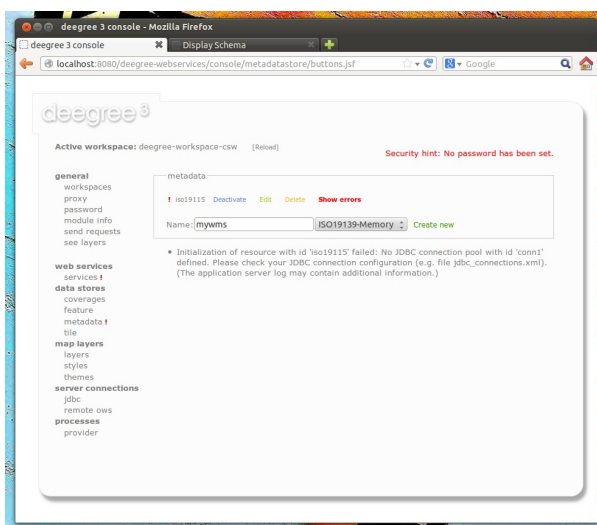 deegree 3 console - Mozilla Firefox
deegree 3 console
Display Schema
localhost:8080/deegree-webservices/console/metadatastore/buttons.jsf
Google
deegree 3
Active workspace: deegree-workspace-csw [Reload]
Security hint: No password has been set.
general
workspaces
proxy
password
module info
send requests
see layers
web services
services !
data stores
coverages
feature
metadata !
tile
map layers
layers
styles
themes
server connections
jdbc
remote ows
processes
provider
metadata
! iso19115 Deactivate Edit Delete Show errors
Name: mywms ISO19139-Memory Create new
• Initialization of resource with id 'iso19115' failed: No JDBC connection pool with id 'conn1'
defined. Please check your JDBC connection configuration (e.g. file jdbc_connections.xml).
(The application server log may contain additional information.)